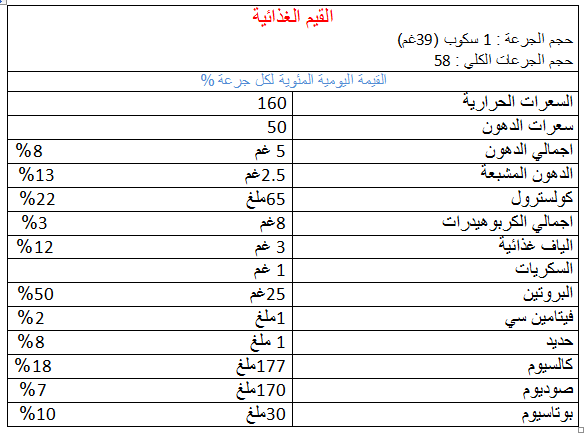 القيم الغذائية
حجم الجرعة : 1 سكوب (39غم)
حجم الجرعات الكلي : 58
القيمة اليومية المئوية لكل جرعة %
السعرات الحرارية 160
سعرات الدهون 50
اجمالي الدهون 5 غم 8%
الدهون المشبعة 2.5غم 13%
كولسترول 65ملغ 22%
اجمالي الكربوهيدرات 8غم 3%
الياف غذائية 3 غم 12%
السكريات 1 غم
البروتين 25غم 50%
فيتامين سي 1ملغ 2%
حديد 1 ملغ 8%
كالسيوم 177ملغ 18%
صوديوم 170ملغ 7%
بوتاسيوم 30ملغ 10%